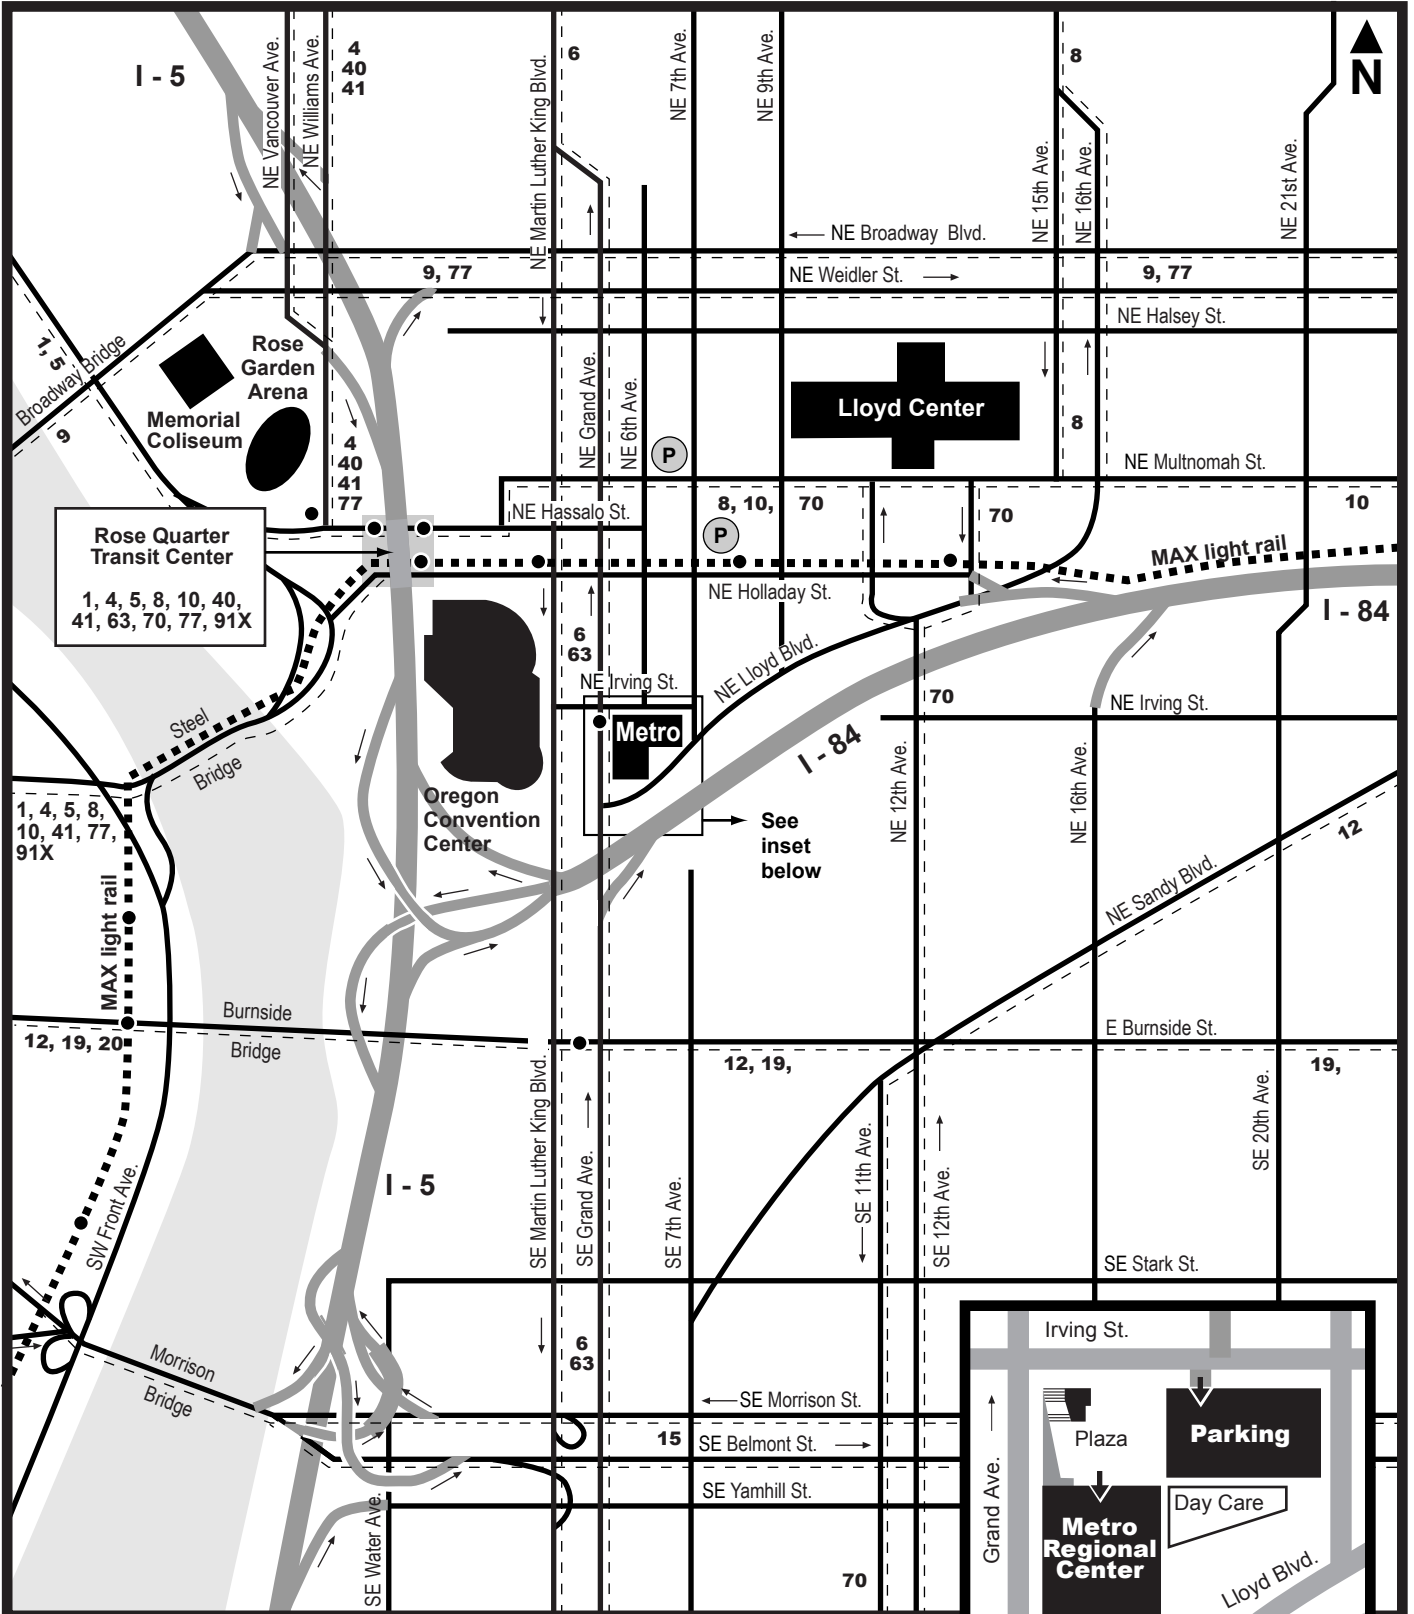 I - 5
NE Vancouver Ave.
NE Williams Ave.
4
40
41
NE Martin Luther King Blvd.
6
NE 7th Ave.
NE 9th Ave.
8
NE 15th Ave.
NE 16th Ave.
NE 21st Ave.
N
NE Broadway Blvd.
9, 77
NE Weidler St.
9, 77
NE Halsey St.
1, 5
Broadway Bridge
9
Rose
Garden
Arena
Memorial
Coliseum
NE Grand Ave.
NE 6th Ave.
Lloyd Center
8
P
NE Multnomah St.
4
40
41
77
NE Hassalo St.
8, 10,
70
70
10
P
Rose Quarter
Transit Center
1, 4, 5, 8, 10, 40,
41, 63, 70, 77, 91X
MAX light rail
NE Holladay St.
I - 84
6
63
NE Lloyd Blvd.
NE Irving St.
70
NE Irving St.
Metro
Steel
Bridge
I - 84
NE 12th Ave.
NE 16th Ave.
Oregon
Convention
Center
1, 4, 5, 8,
10, 41, 77,
91X
See
inset
below
12
NE Sandy Blvd.
MAX light rail
Burnside
Bridge
12, 19, 20
E Burnside St.
12, 19,
19,
SE Martin Luther King Blvd.
SE Grand Ave.
SE 7th Ave.
SE 11th Ave.
SE 12th Ave.
SE 20th Ave.
I - 5
SW Front Ave.
SE Stark St.
6
63
Morrison
Bridge
SE Morrison St.
15
SE Belmont St.
SE Yamhill St.
SE Water Ave.
70
Irving St.
Plaza
Parking
Grand Ave.
Day Care
Metro
Regional
Center
Lloyd Blvd.